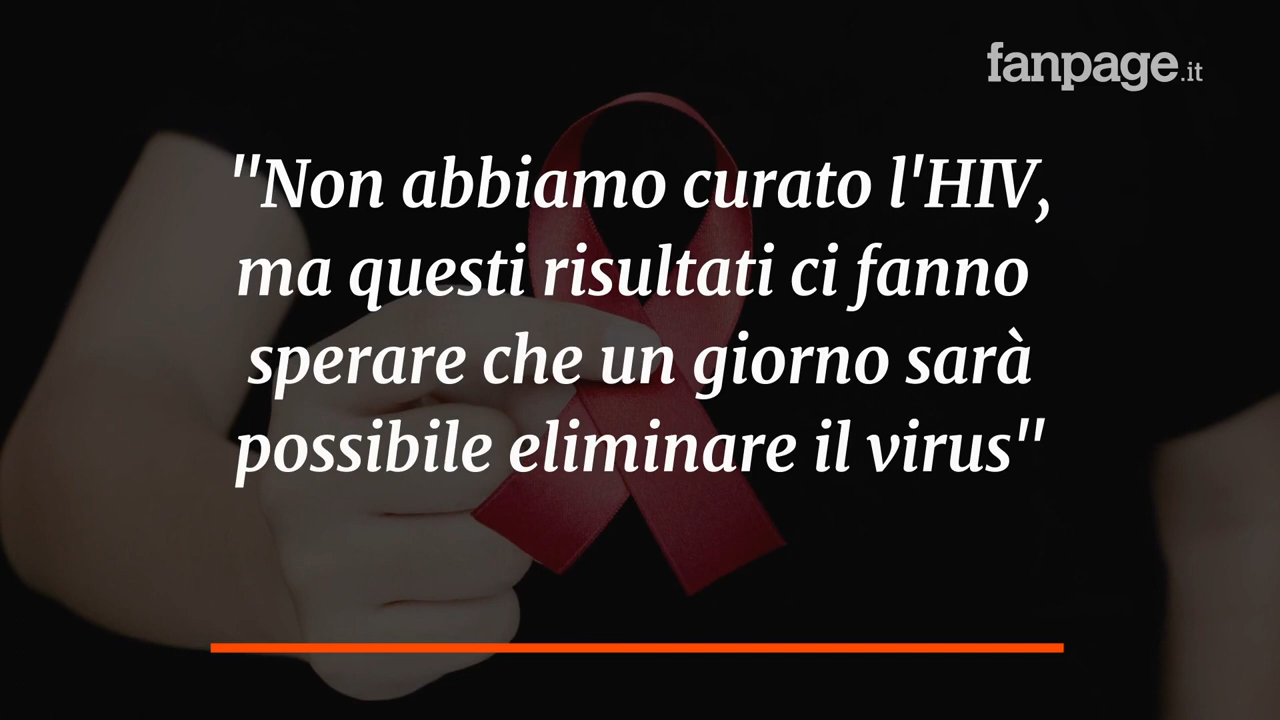 fanpage.it
"Non abbiamo curato l'HIV,
ma questi risultati ci fanno
sperare che un giorno sarà
possibile eliminare il virus"